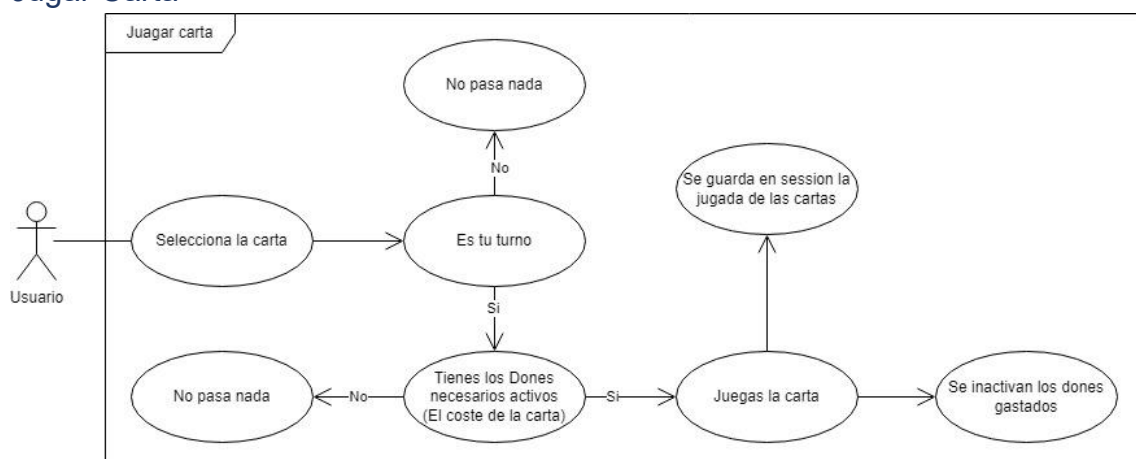 Jugar Carta
Juagar carta
No pasa nada
No
Se guarda en session la
jugada de las cartas
Usuario
Selecciona la carta
Es tu turno
Si
No pasa nada
No
Tienes los Dones
necesarios activos
(El coste de la carta)
Si
Juegas la carta
Se inactivan los dones
gastados